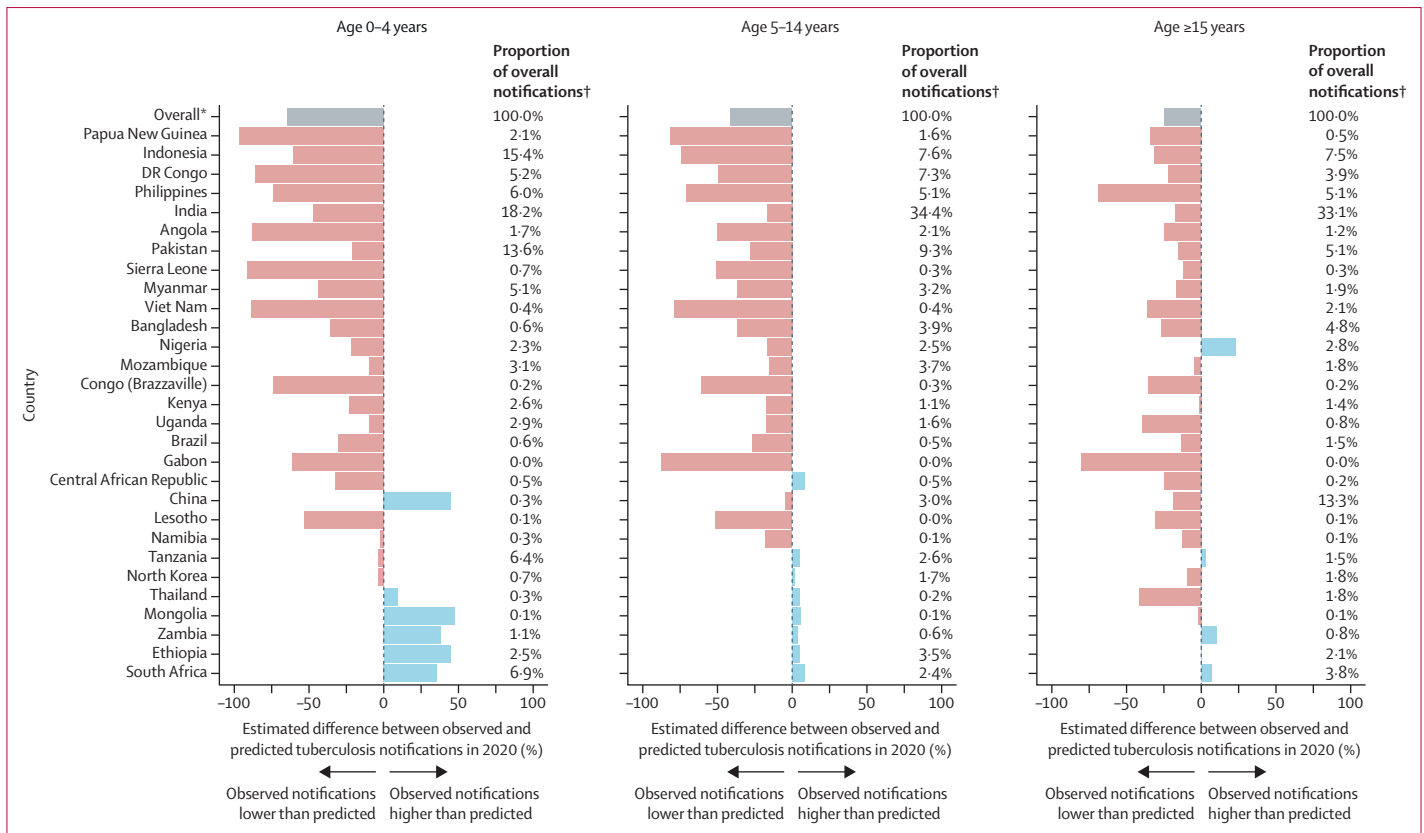 Age 0–4 years
Age 5–14 years
Age ≥15 years
Proportion
of overall
notifications†
Proportion
of overall
notifications†
Proportion
of overall
notifications†
Country
Overall* 100·0% 100·0% 100·0%
Papua New Guinea 2·1% 1·6% 0·5%
Indonesia 15·4% 7·6% 7·5%
DR Congo 5·2% 7·3% 3·9%
Philippines 6·0% 5·1% 5·1%
India 18·2% 34·4% 33·1%
Angola 1·7% 2·1% 1·2%
Pakistan 13·6% 9·3% 5·1%
Sierra Leone 0·7% 0·3% 0·3%
Myanmar 5·1% 3·2% 1·9%
Viet Nam 0·4% 0·4% 2·1%
Bangladesh 0·6% 3·9% 4·8%
Nigeria 2·3% 2·5% 2·8%
Mozambique 3·1% 3·7% 1·8%
Congo (Brazzaville) 0·2% 0·3% 0·2%
Kenya 2·6% 1·1% 1·4%
Uganda 2·9% 1·6% 0·8%
Brazil 0·6% 0·5% 1·5%
Gabon 0·0% 0·0% 0·0%
Central African Republic 0·5% 0·5% 0·2%
China 0·3% 3·0% 13·3%
Lesotho 0·1% 0·0% 0·1%
Namibia 0·3% 0·1% 0·1%
Tanzania 6·4% 2·6% 1·5%
North Korea 0·7% 1·7% 1·8%
Thailand 0·3% 0·2% 1·8%
Mongolia 0·1% 0·1% 0·1%
Zambia 1·1% 0·6% 0·8%
Ethiopia 2·5% 3·5% 2·1%
South Africa 6·9% 2·4% 3·8%
–100 –50 0 50 100
–100 –50 0 50 100
–100 –50 0 50 100
Estimated difference between observed and
predicted tuberculosis notifications in 2020 (%)
Estimated difference between observed and
predicted tuberculosis notifications in 2020 (%)
Estimated difference between observed and
predicted tuberculosis notifications in 2020 (%)
Observed notifications
lower than predicted
Observed notifications
higher than predicted
Observed notifications
lower than predicted
Observed notifications
higher than predicted
Observed notifications
lower than predicted
Observed notifications
higher than predicted